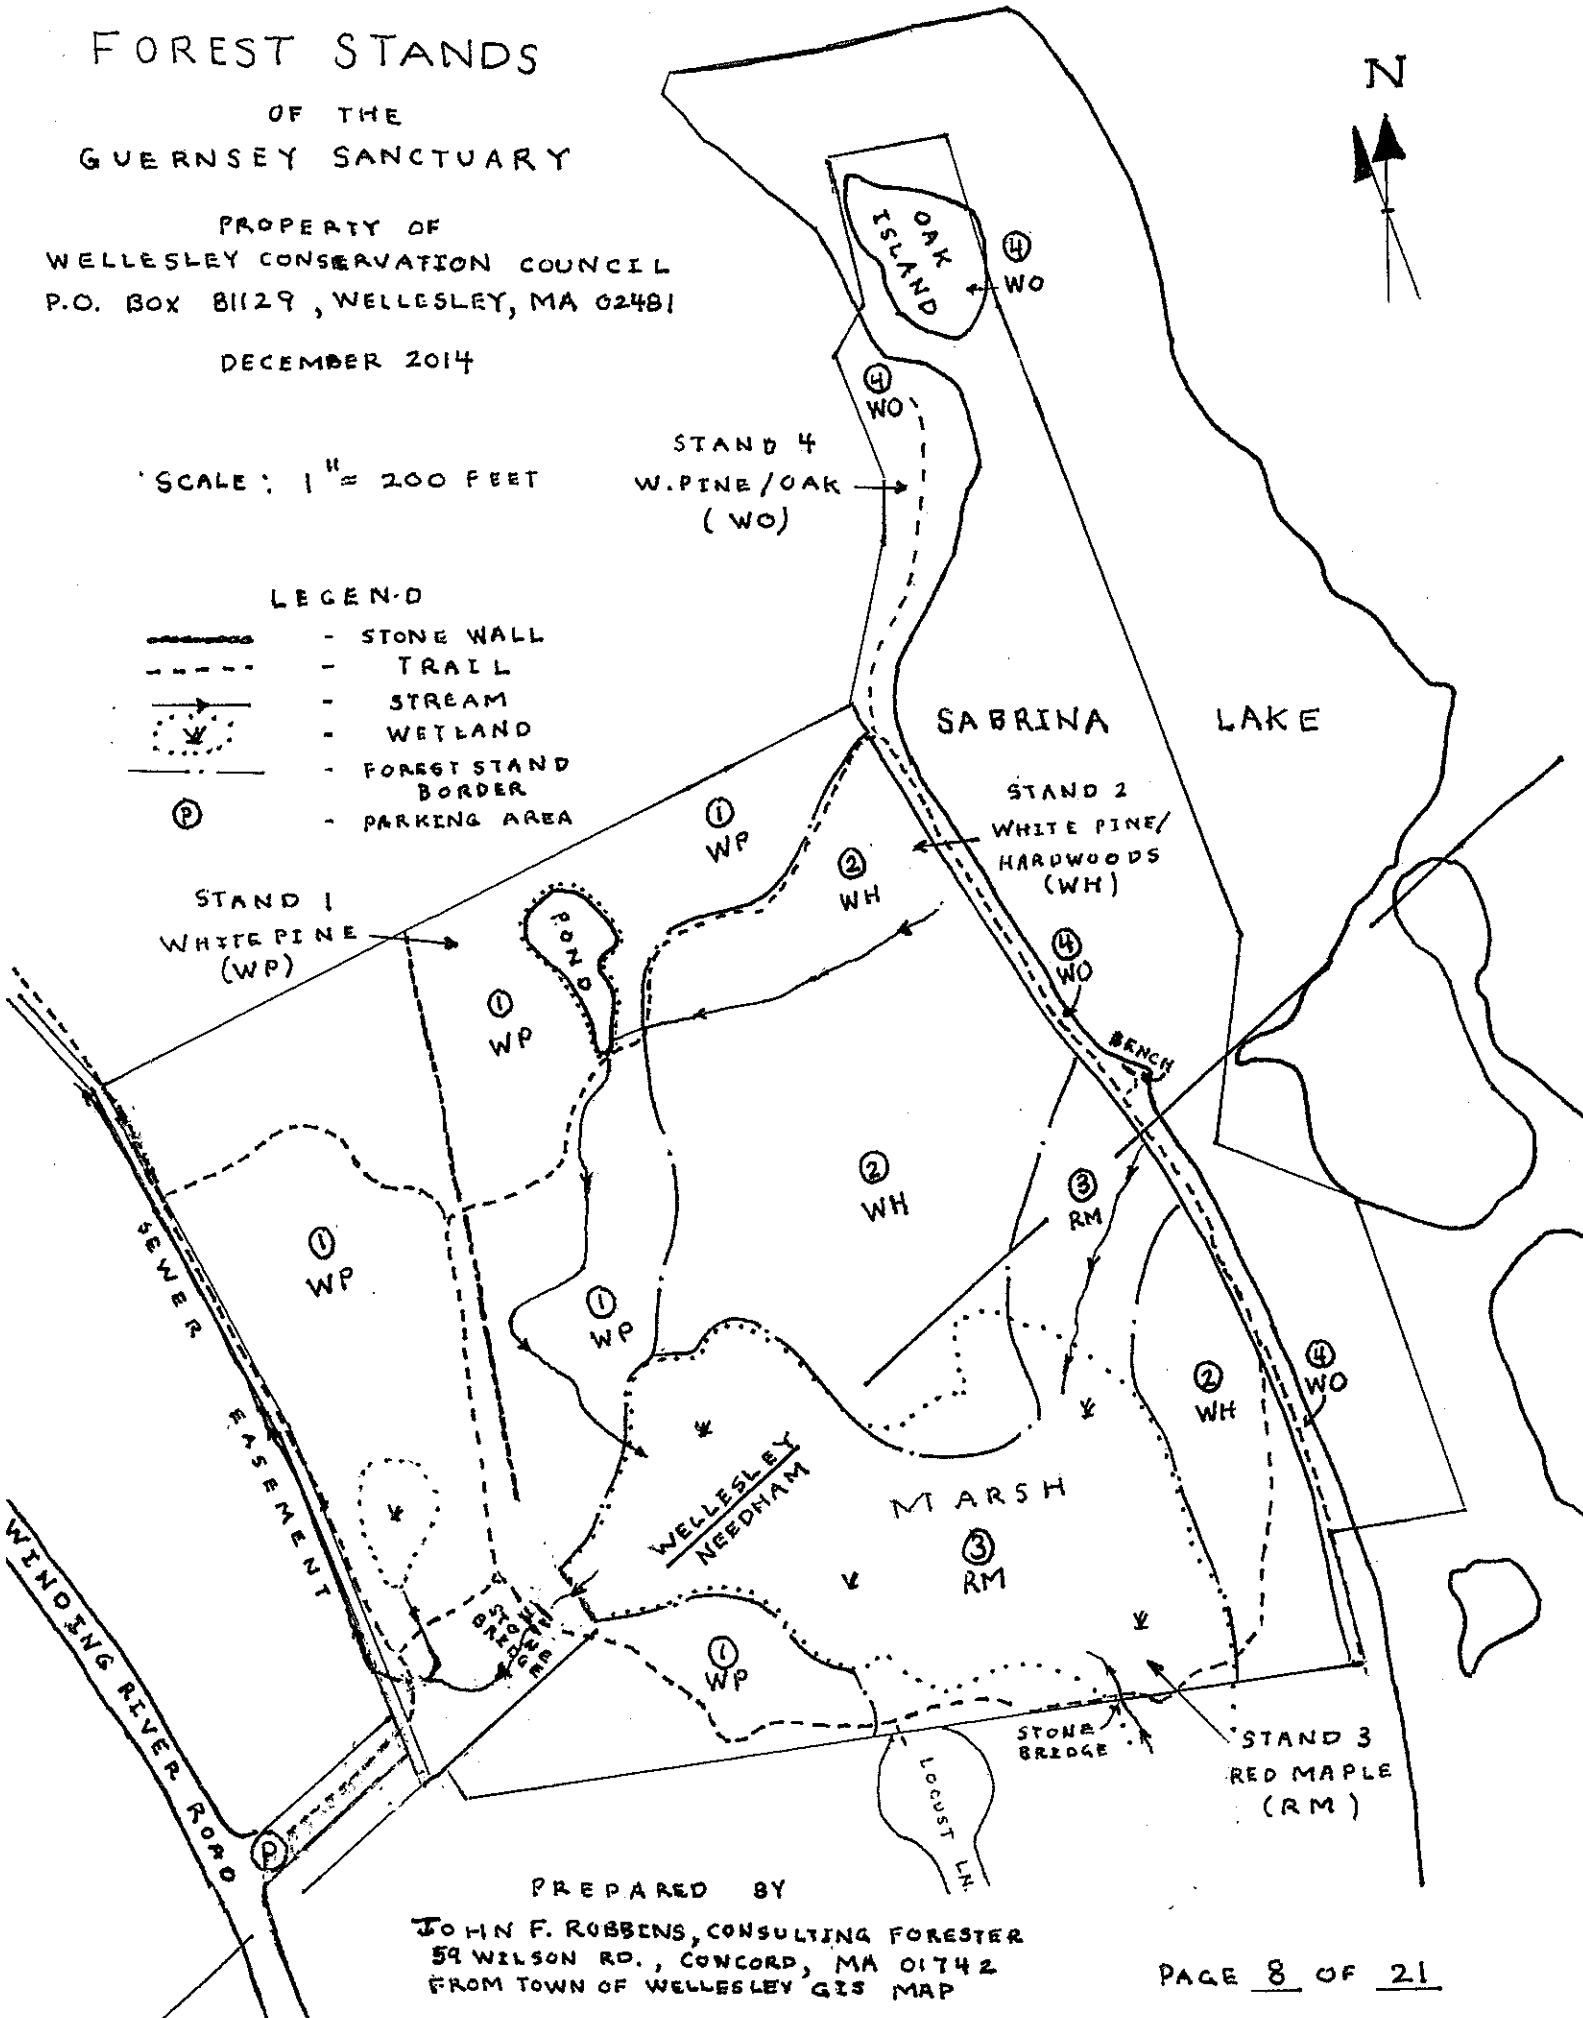 FOREST STANDS
OF THE
GUERNSEY SANCTUARY
PROPERTY OF
WELLESLEY CONSERVATION COUNCIL
P.O. BOX 81129, WELLESLEY, MA 02481
DECEMBER 2014
SCALE: 1" = 200 FEET
N
OAK
ISLAND
4
WO
4
WO
STAND 4
W. PINE/OAK
(WO)
LEGEND
- STONE WALL
- TRAIL
- STREAM
- WETLAND
- FOREST STAND
BORDER
P - PARKING AREA
SABRINA LAKE
STAND 2
WHITE PINE/
HARDWOODS
(WH)
1
WP
2
WH
STAND 1
WHITE PINE
(WP)
POND
1
WP
4
WO
BENCH
2
WH
3
RM
1
WP
1
WP
SEWER
EASEMENT
4
WO
2
WH
WELLESLEY
NEEDHAM
MARSH
3
RM
STONE
BRIDGE
1
WP
STONE
BRIDGE
STAND 3
RED MAPLE
(RM)
WINDING RIVER ROAD
P
LOCUST LN.
PREPARED BY
JOHN F. ROBBINS, CONSULTING FORESTER
59 WILSON RD., CONCORD, MA 01742
FROM TOWN OF WELLESLEY GIS MAP
PAGE 8 OF 21